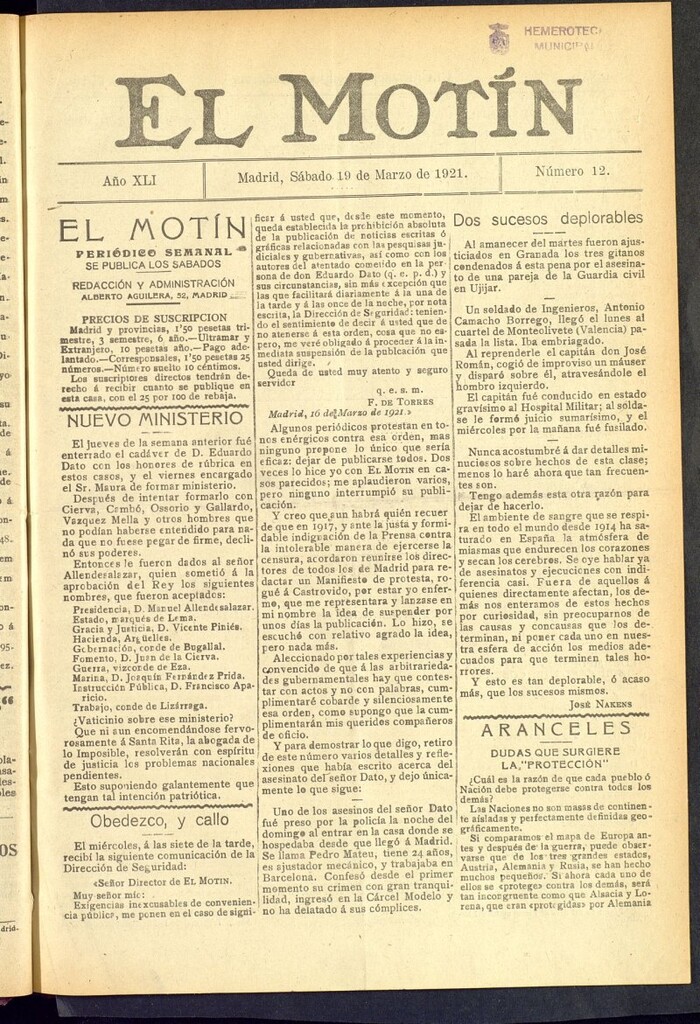 HEMEROTECA
MUNICIPAL
EL MOTÍN
Año XLI
Madrid, Sábado 19 de Marzo de 1921.
Número 12.
EL MOTÍN
PERIÓDICO SEMANAL
SE PUBLICA LOS SABADOS
REDACCIÓN Y ADMINISTRACIÓN
ALBERTO AGUILERA, 52, MADRID
PRECIOS DE SUSCRIPCION
Madrid y provincias, 1'50 pesetas tri-
mestre, 3 semestre, 6 año.—Ultramar y
Extranjero, 10 pesetas año.—Pago ade-
lantado.—Corresponsales, 1'50 pesetas 25
números.—Número suelto 10 céntimos.
Los suscriptores directos tendrán de-
recho á recibir cuanto se publique en
esta casa, con el 25 por 100 de rebaja.
NUEVO MINISTERIO
El jueves de la semana anterior fué
enterrado el cadáver de D. Eduardo
Dato con los honores de rúbrica en
estos casos, y el viernes encargado
el Sr. Maura de formar ministerio.
Después de intentar formarlo con
Cierva, Cambó, Ossorio y Gallardo,
Vazquez Mella y otros hombres que
no podían haberse entendido para na-
da que no fuese pegar de firme, decli-
nó sus poderes.
Entonces le fueron dados al señor
Allendesalazar, quien sometió á la
aprobación del Rey los siguientes
nombres, que fueron aceptados:
Presidencia, D. Manuel Allendesalazar.
Estado, marqués de Lema.
Gracia y Justicia, D. Vicente Piniés.
Hacienda, Argüelles.
Gobernación, conde de Bugallal.
Fomento, D. Juan de la Cierva.
Guerra, vizconde de Eza.
Marina, D. Joaquín Fernández Prida.
Instrucción Pública, D. Francisco Apa-
ricio.
Trabajo, conde de Lizárraga.
¿Vaticinio sobre ese ministerio?
Que ni aun encomendándose fervo-
rosamente á Santa Rita, la abogada de
lo Imposible, resolverán con espíritu
de justicia los problemas nacionales
pendientes.
Esto suponiendo galantemente que
tengan tal intención patriótica.
Obedezco, y callo
El miércoles, á las siete de la tarde,
recibí la siguiente comunicación de la
Dirección de Seguridad:
«Señor Director de EL MOTIN.
Muy señor mío:
Exigencias inexcusables de convenien-
cia pública, me ponen en el caso de signi-
ficar á usted que, desde este momento,
queda establecida la prohibición absoluta
de la publicación de noticias escritas ó
gráficas relacionadas con las pesquisas ju-
diciales y gubernativas, así como con los
autores del atentado cometido en la per-
sona de don Eduardo Dato (q. e. p. d.) y
sus circunstancias, sin más excepción que
las que facilitará diariamente á la una de
la tarde y á las once de la noche, por nota
escrita, la Dirección de Seguridad: tenien-
do el sentimiento de decir á usted que de
no atenerse á esta orden, cosa que no es-
pero, me veré obligado á proceder á la in-
mediata suspensión de la publicación que
usted dirige.
Queda de usted muy atento y seguro
servidor
q. e. s. m.
F. DE TORRES
Madrid, 16 de Marzo de 1921.»
Algunos periódicos protestan en to-
nos enérgicos contra esa orden, mas
ninguno propone lo único que sería
eficaz: dejar de publicarse todos. Dos
veces lo hice yo con EL MOTIN en ca-
sos parecidos; me aplaudieron varios,
pero ninguno interrumpió su publi-
cación.
Y creo que aun habrá quién recuer
de que en 1917, y ante la justa y formi-
dable indignación de la Prensa contra
la intolerable manera de ejercerse la
censura, acordaron reunirse los direc-
tores de todos los de Madrid para re-
dactar un Manifiesto de protesta, ro-
gué á Castrovido, por estar yo enfer-
mo, que me representara y lanzase en
mi nombre la idea de suspender por
unos días la publicación. Lo hizo, se
escuchó con relativo agrado la idea,
pero nada más.
Aleccionado por tales experiencias y
convencido de que á las arbitrarieda-
des gubernamentales hay que contes-
tar con actos y no con palabras, cum-
plimentaré cobarde y silenciosamente
esa orden, como supongo que la cum-
plimentarán mis queridos compañeros
de oficio.
Y para demostrar lo que digo, retiro
de este número varios detalles y refle-
xiones que había escrito acerca del
asesinato del señor Dato, y dejo única-
mente lo que sigue:
Uno de los asesinos del señor Dato
fué preso por la policía la noche del
domingo al entrar en la casa donde se
hospedaba desde que llegó á Madrid.
Se llama Pedro Mateu, tiene 24 años,
es ajustador mecánico, y trabajaba en
Barcelona. Confesó desde el primer
momento su crimen con gran tranqui-
lidad, ingresó en la Cárcel Modelo y
no ha delatado á sus cómplices.
Dos sucesos deplorables
Al amanecer del martes fueron ajus-
ticiados en Granada los tres gitanos
condenados á esta pena por el asesina-
to de una pareja de la Guardia civil
en Ujijar.
Un soldado de Ingenieros, Antonio
Camacho Borrego, llegó el lunes al
cuartel de Monteolivete (Valencia) pa-
sada la lista. Iba embriagado.
Al reprenderle el capitán don José
Román, cogió de improviso un máuser
y disparó sobre él, atravesándole el
hombro izquierdo.
El capitán fué conducido en estado
gravísimo al Hospital Militar; al solda-
se le formó juicio sumarísimo, y el
miércoles por la mañana fué fusilado.
Nunca acostumbré á dar detalles mi-
nuciosos sobre hechos de esta clase;
menos lo haré ahora que tan frecuen-
tes son.
Tengo además esta otra razón para
dejar de hacerlo.
El ambiente de sangre que se respi-
ra en todo el mundo desde 1914 ha sa-
turado en España la atmósfera de
miasmas que endurecen los corazones
y secan los cerebros. Se oye hablar ya
de asesinatos y ejecuciones con indi-
ferencia casi. Fuera de aquellos á
quienes directamente afectan, los de-
más nos enteramos de estos hechos
por curiosidad, sin preocuparnos de
las causas y concausas que los de-
terminan, ni poner cada uno en nues-
tra esfera de acción los medios ade-
cuados para que terminen tales ho-
rrores.
Y esto es tan deplorable, ó acaso
más, que los sucesos mismos.
José NAKENS
ARANCELES
DUDAS QUE SURGIERE
LA "PROTECCIÓN"
¿Cuál es la razón de que cada pueblo ó
Nación debe protegerse contra todos los
demás?
Las Naciones no son masas de continen-
te aisladas y perfectamente definidas geo-
gráficamente.
Si comparamos el mapa de Europa an-
tes y después de la guerra, puede obser-
varse que de los tres grandes estados,
Austria, Alemania y Rusia, se han hecho
muchos pequeños. Si ahora cada uno de
ellos se «protege» contra los demás, será
tan incongruente como que Alsacia y Lo-
rena, que eran «protegidas» por Alemania